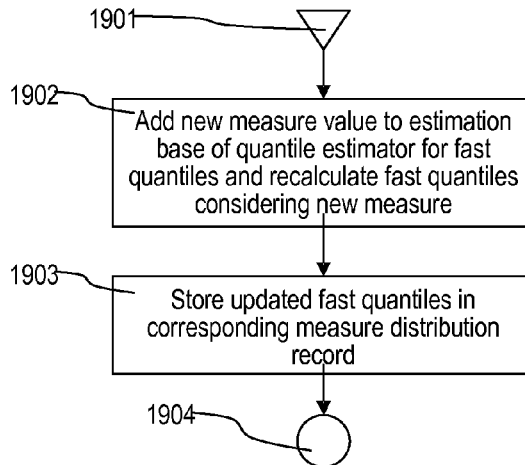 1901
1902
Add new measure value to estimation
base of quantile estimator for fast
quantiles and recalculate fast quantiles
considering new measure
1903
Store updated fast quantiles in
corresponding measure distribution
record
1904